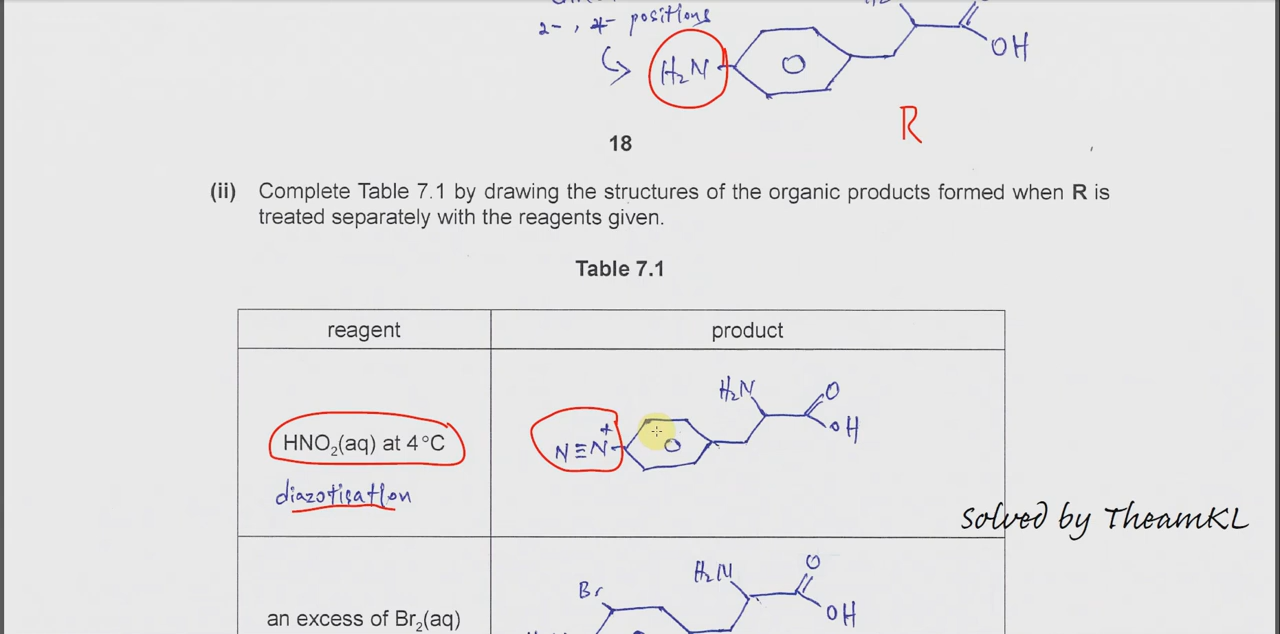 2-, 4- positions
H₂N
OH
R
18
(ii) Complete Table 7.1 by drawing the structures of the organic products formed when R is
treated separately with the reagents given.
Table 7.1
reagent product
H₂N O
OH
HNO₂(aq) at 4°C N≡N⁺
diazotisation
Solved by TheamKL
H₂N O
Br
OH
an excess of Br₂(aq)